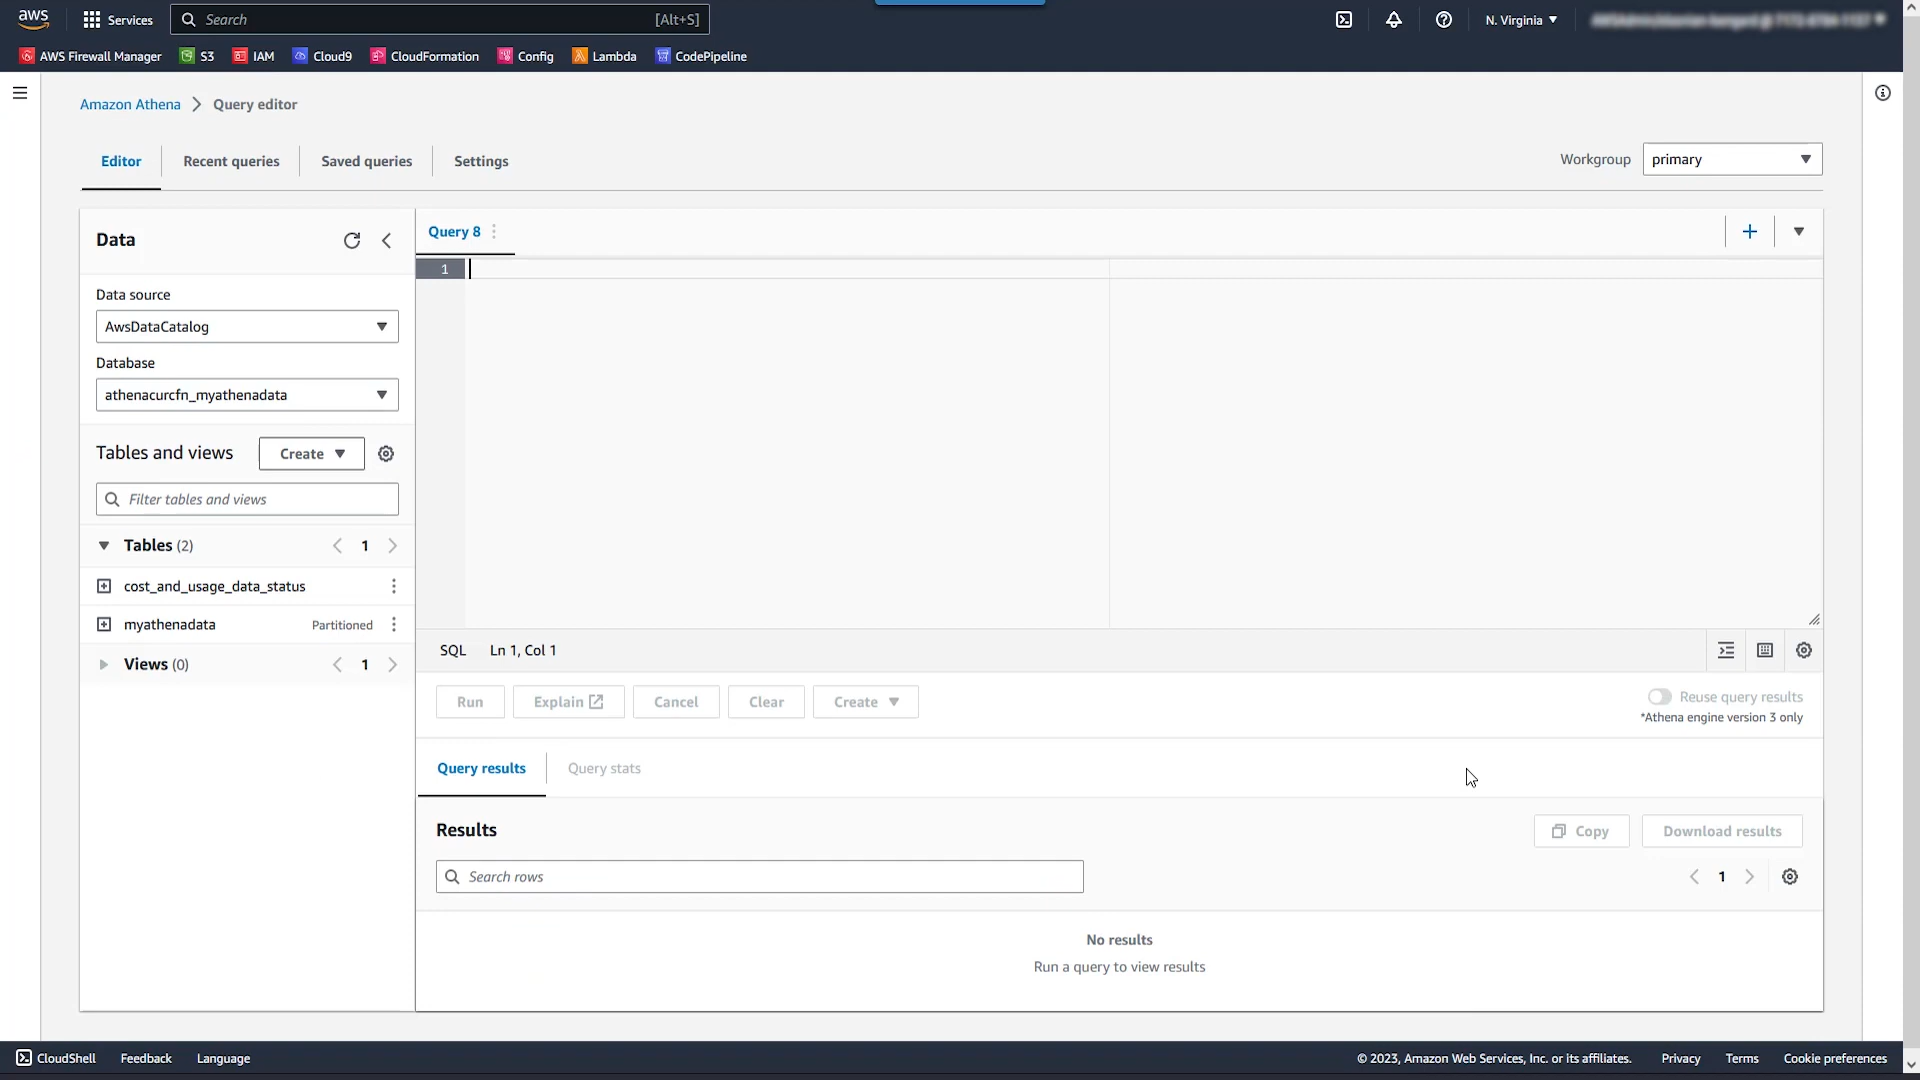 aws
Services
Search
[Alt+S]
N. Virginia
AWS Firewall Manager
S3
IAM
Cloud9
CloudFormation
Config
Lambda
CodePipeline
Amazon Athena
Query editor
Editor
Recent queries
Saved queries
Settings
Workgroup
primary
Data
Query 8
1
Data source
AwsDataCatalog
Database
athenacurcfn_myathenadata
Tables and views
Create
Filter tables and views
Tables (2)
1
cost_and_usage_data_status
myathenadata
Partitioned
Views (0)
1
SQL
Ln 1, Col 1
Run
Explain
Cancel
Clear
Create
Reuse query results
*Athena engine version 3 only
Query results
Query stats
Results
Copy
Download results
Search rows
1
No results
Run a query to view results
CloudShell
Feedback
Language
© 2023, Amazon Web Services, Inc. or its affiliates.
Privacy
Terms
Cookie preferences